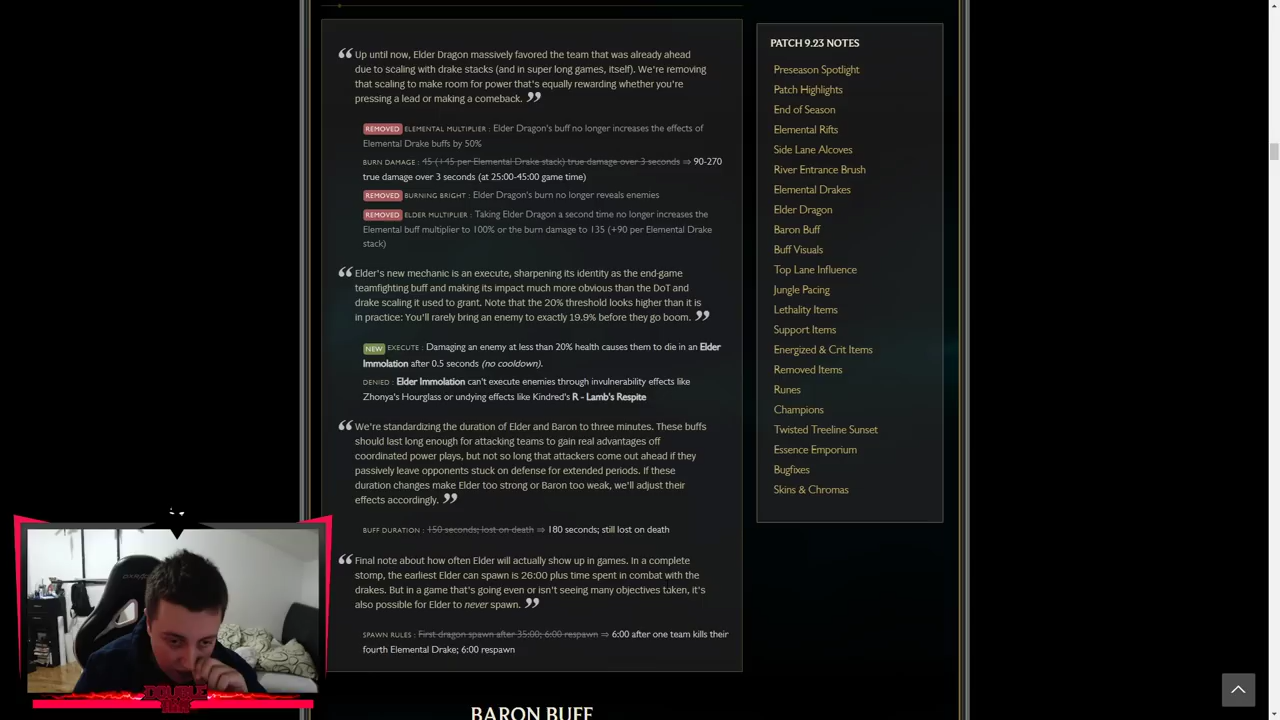 Up until now, Elder Dragon massively favored the team that was already ahead
due to scaling with drake stacks (and in super long games, itself). We're removing
that scaling to make room for power that's equally rewarding whether you're
pressing a lead or making a comeback.
REMOVED ELEMENTAL MULTIPLIER : Elder Dragon's buff no longer increases the effects of
Elemental Drake buffs by 50%
BURN DAMAGE : 45 (+45 per Elemental Drake stack) true damage over 3 seconds ⇒ 90-270
true damage over 3 seconds (at 25:00-45:00 game time)
REMOVED BURNING BRIGHT : Elder Dragon's burn no longer reveals enemies
REMOVED ELDER MULTIPLIER : Taking Elder Dragon a second time no longer increases the
Elemental buff multiplier to 100% or the burn damage to 135 (+90 per Elemental Drake
stack)
Elder's new mechanic is an execute, sharpening its identity as the end-game
teamfighting buff and making its impact much more obvious than the DoT and
drake scaling it used to grant. Note that the 20% threshold looks higher than it is
in practice: You'll rarely bring an enemy to exactly 19.9% before they go boom.
NEW EXECUTE : Damaging an enemy at less than 20% health causes them to die in an Elder
Immolation after 0.5 seconds (no cooldown).
DENIED : Elder Immolation can't execute enemies through invulnerability effects like
Zhonya's Hourglass or undying effects like Kindred's R - Lamb's Respite
We're standardizing the duration of Elder and Baron to three minutes. These buffs
should last long enough for attacking teams to gain real advantages off
coordinated power plays, but not so long that attackers come out ahead if they
passively leave opponents stuck on defense for extended periods. If these
duration changes make Elder too strong or Baron too weak, we'll adjust their
effects accordingly.
BUFF DURATION : 150 seconds; lost on death ⇒ 180 seconds; still lost on death
Final note about how often Elder will actually show up in games. In a complete
stomp, the earliest Elder can spawn is 26:00 plus time spent in combat with the
drakes. But in a game that's going even or isn't seeing many objectives taken, it's
also possible for Elder to never spawn.
SPAWN RULES : First dragon spawn after 35:00; 6:00 respawn ⇒ 6:00 after one team kills their
fourth Elemental Drake; 6:00 respawn
BARON BUFF
PATCH 9.23 NOTES
Preseason Spotlight
Patch Highlights
End of Season
Elemental Rifts
Side Lane Alcoves
River Entrance Brush
Elemental Drakes
Elder Dragon
Baron Buff
Buff Visuals
Top Lane Influence
Jungle Pacing
Lethality Items
Support Items
Energized & Crit Items
Removed Items
Runes
Champions
Twisted Treeline Sunset
Essence Emporium
Bugfixes
Skins & Chromas
DOUBLE